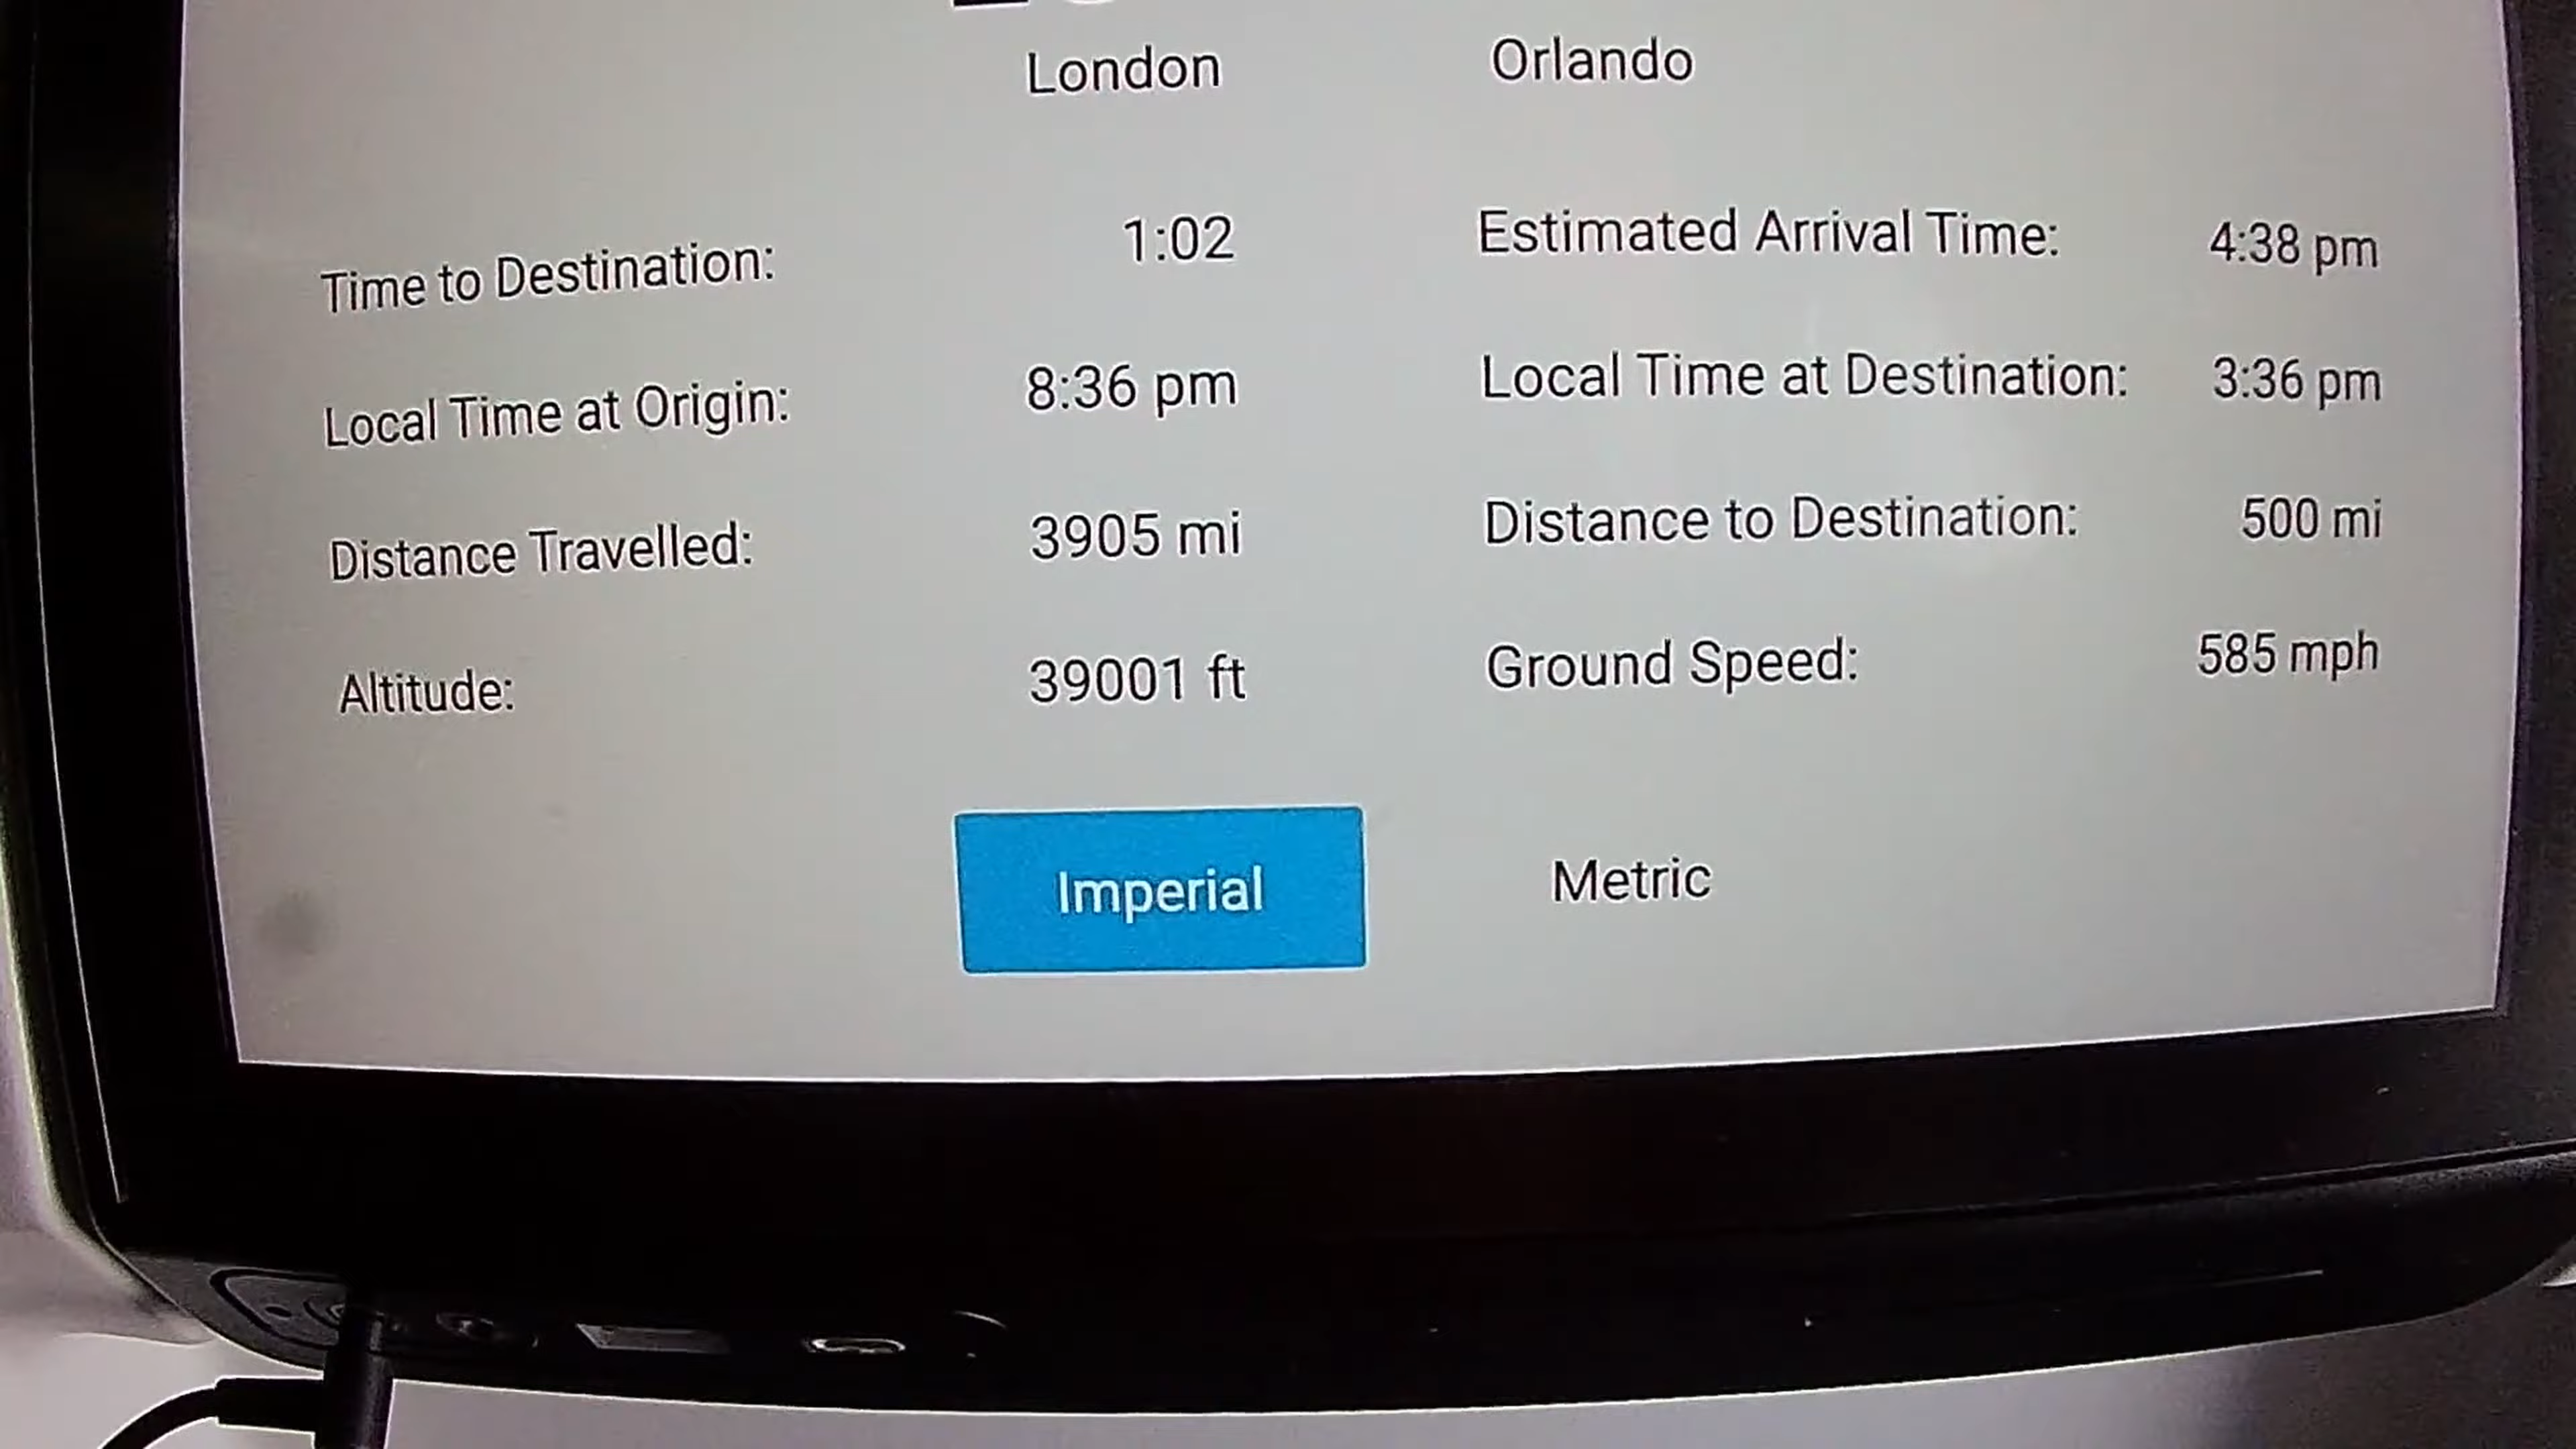 London Orlando
Time to Destination: 1:02 Estimated Arrival Time: 4:38 pm
Local Time at Origin: 8:36 pm Local Time at Destination: 3:36 pm
Distance Travelled: 3905 mi Distance to Destination: 500 mi
Altitude: 39001 ft Ground Speed: 585 mph
Imperial Metric